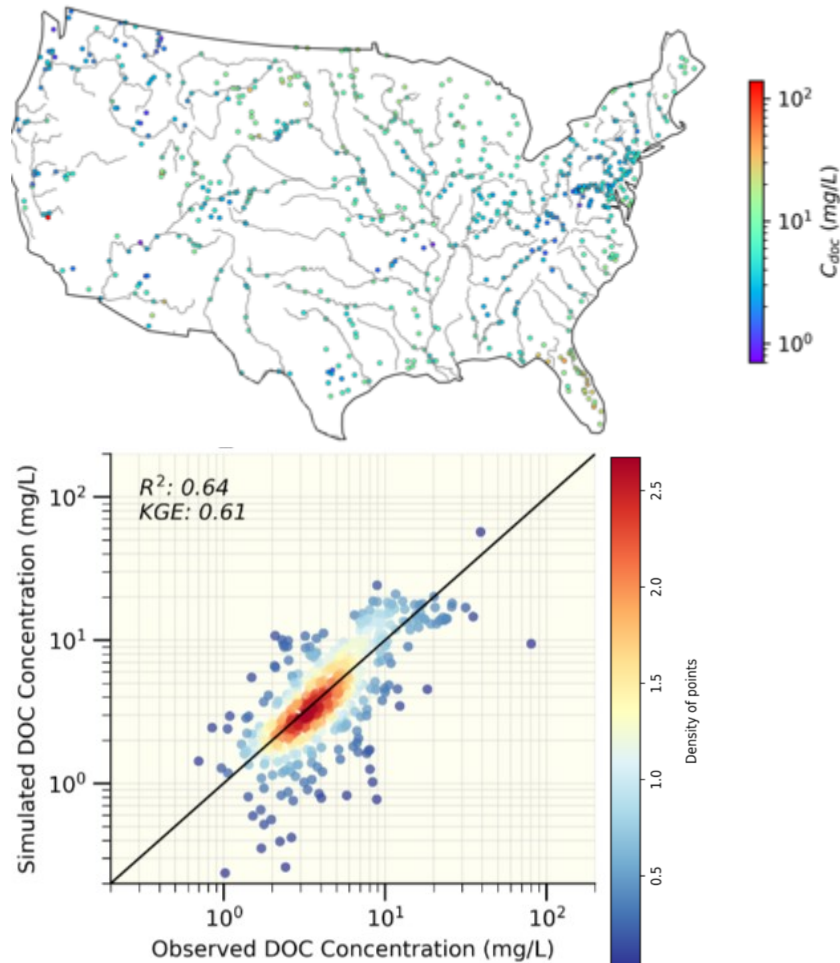 10²
10¹
10⁰
C_doc (mg/L)
R²: 0.64
KGE: 0.61
Simulated DOC Concentration (mg/L)
10²
10¹
10⁰
10⁰ 10¹ 10²
Observed DOC Concentration (mg/L)
2.5
2.0
1.5
1.0
0.5
Density of points